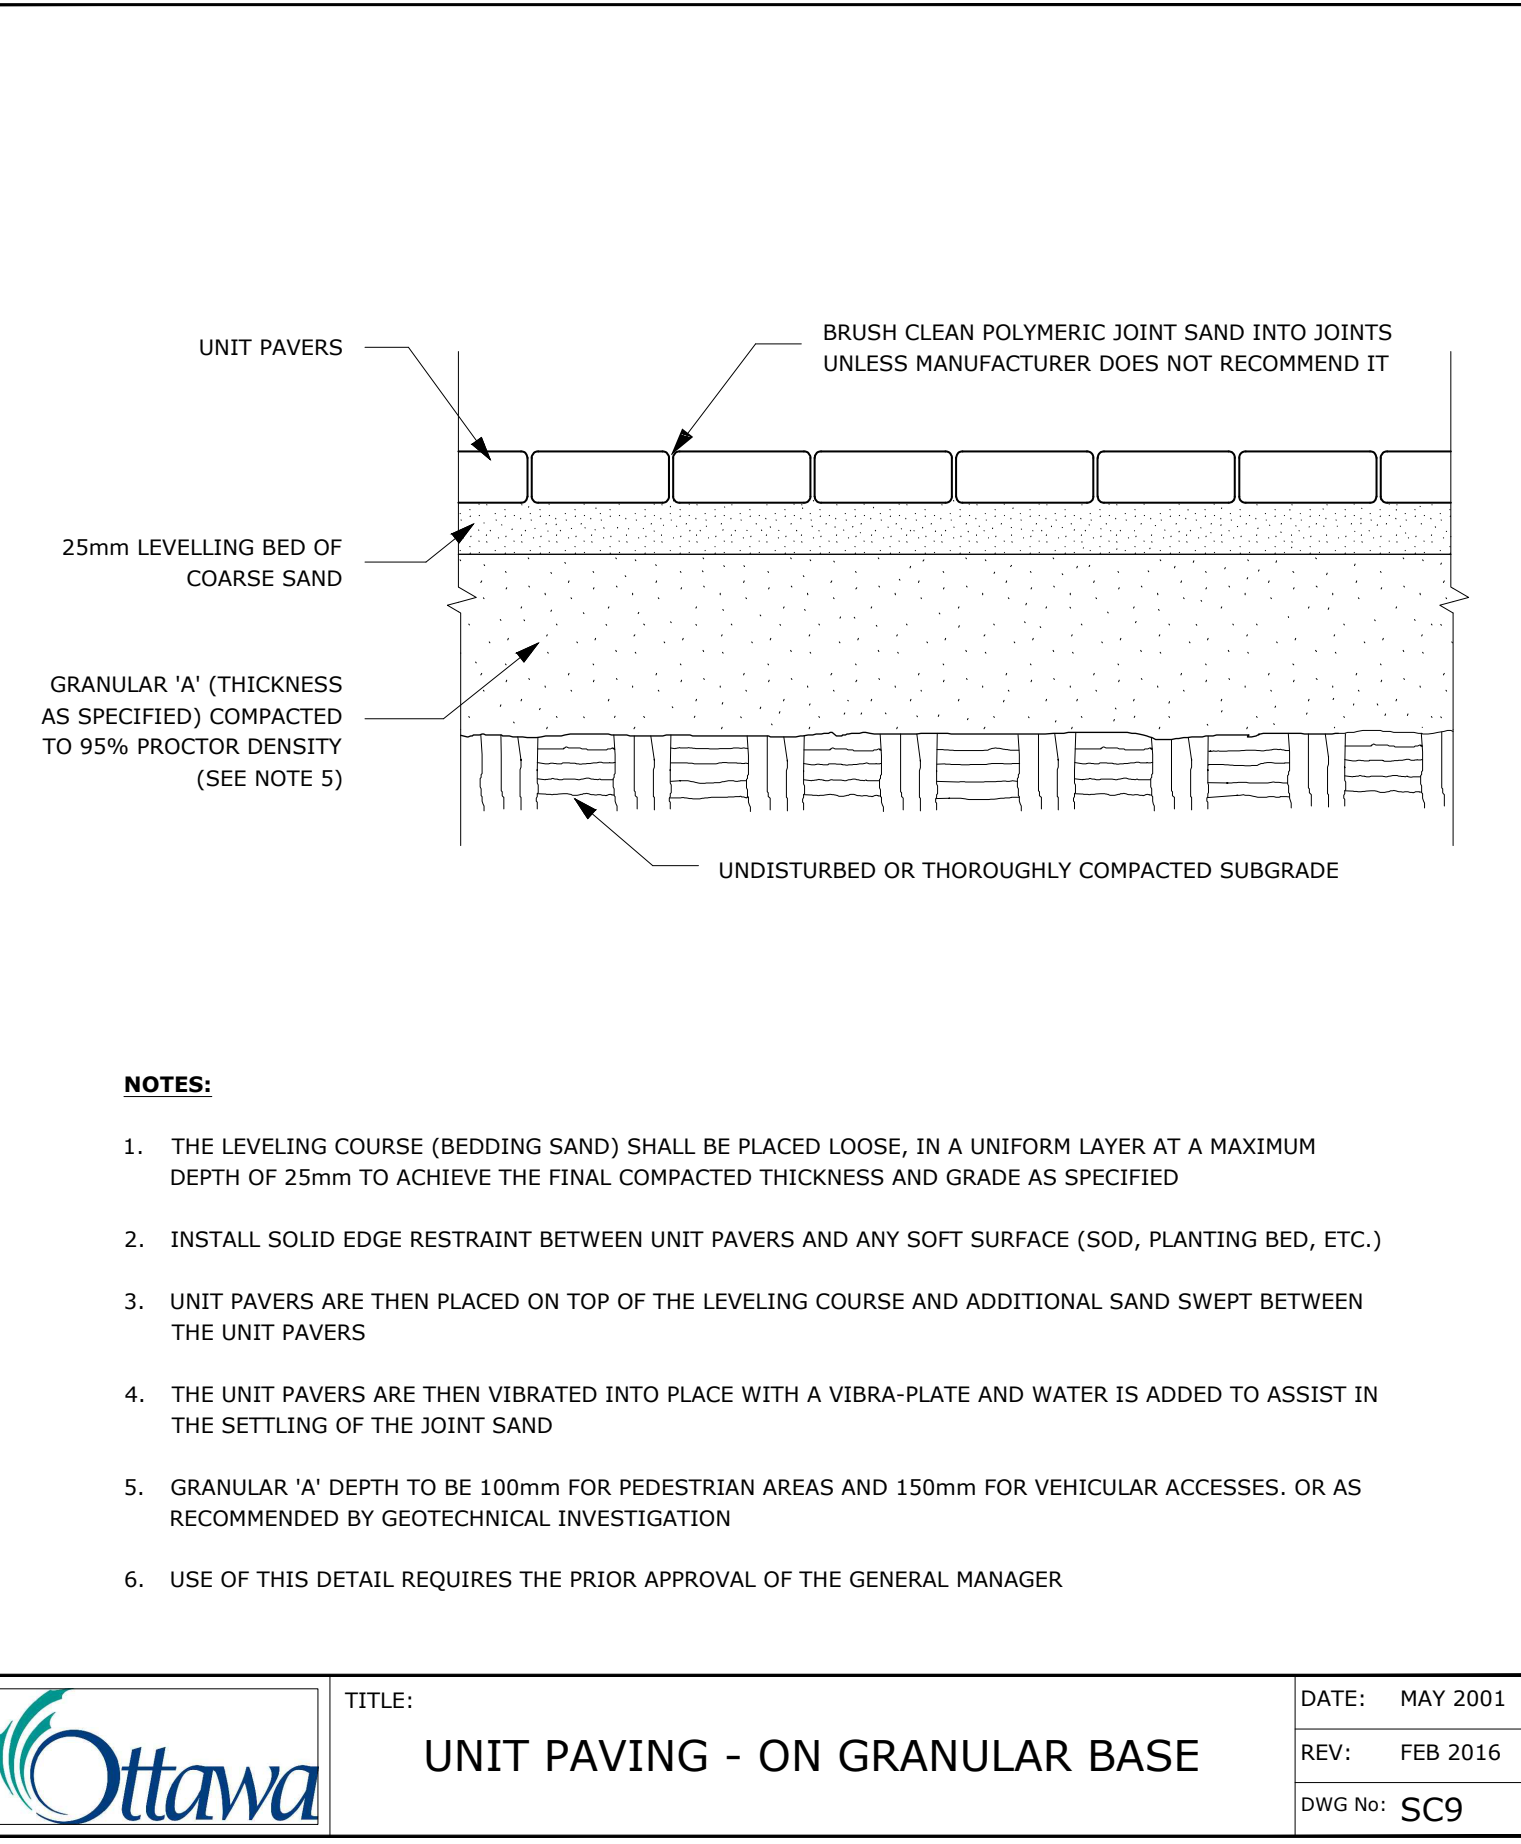 UNIT PAVERS
BRUSH CLEAN POLYMERIC JOINT SAND INTO JOINTS
UNLESS MANUFACTURER DOES NOT RECOMMEND IT
25mm LEVELLING BED OF
COARSE SAND
GRANULAR 'A' (THICKNESS
AS SPECIFIED) COMPACTED
TO 95% PROCTOR DENSITY
(SEE NOTE 5)
UNDISTURBED OR THOROUGHLY COMPACTED SUBGRADE
NOTES:
1. THE LEVELING COURSE (BEDDING SAND) SHALL BE PLACED LOOSE, IN A UNIFORM LAYER AT A MAXIMUM
DEPTH OF 25mm TO ACHIEVE THE FINAL COMPACTED THICKNESS AND GRADE AS SPECIFIED
2. INSTALL SOLID EDGE RESTRAINT BETWEEN UNIT PAVERS AND ANY SOFT SURFACE (SOD, PLANTING BED, ETC.)
3. UNIT PAVERS ARE THEN PLACED ON TOP OF THE LEVELING COURSE AND ADDITIONAL SAND SWEPT BETWEEN
THE UNIT PAVERS
4. THE UNIT PAVERS ARE THEN VIBRATED INTO PLACE WITH A VIBRA-PLATE AND WATER IS ADDED TO ASSIST IN
THE SETTLING OF THE JOINT SAND
5. GRANULAR 'A' DEPTH TO BE 100mm FOR PEDESTRIAN AREAS AND 150mm FOR VEHICULAR ACCESSES. OR AS
RECOMMENDED BY GEOTECHNICAL INVESTIGATION
6. USE OF THIS DETAIL REQUIRES THE PRIOR APPROVAL OF THE GENERAL MANAGER
Ottawa
TITLE:
UNIT PAVING - ON GRANULAR BASE
DATE: MAY 2001
REV: FEB 2016
DWG No: SC9